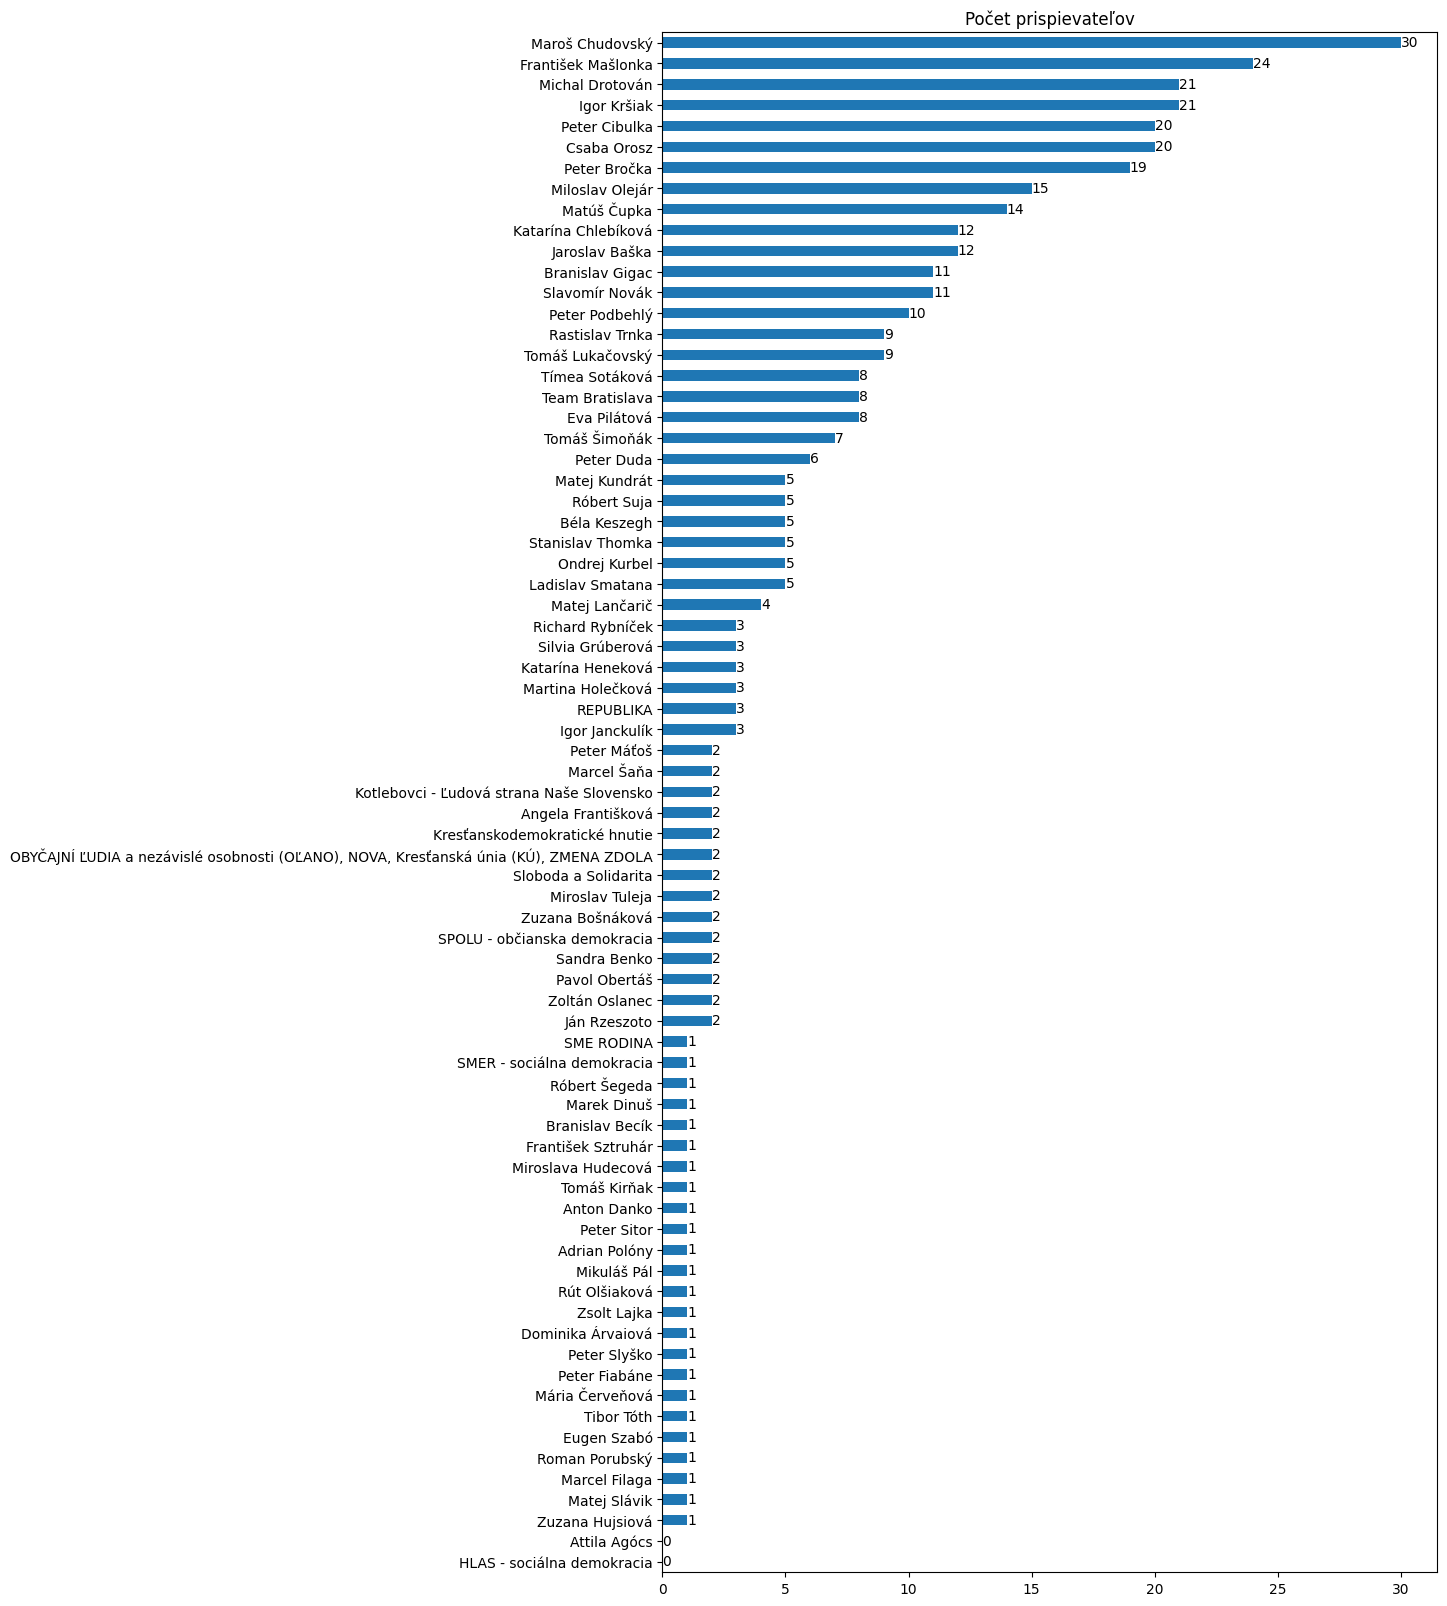 Počet prispievateľov
Maroš Chudovský 30
František Mašlonka 24
Michal Drotován 21
Igor Kršiak 21
Peter Cibulka 20
Csaba Orosz 20
Peter Bročka 19
Miloslav Olejár 15
Matúš Čupka 14
Katarína Chlebíková 12
Jaroslav Baška 12
Branislav Gigac 11
Slavomír Novák 11
Peter Podbehlý 10
Rastislav Trnka 9
Tomáš Lukačovský 9
Tímea Sotáková 8
Team Bratislava 8
Eva Pilátová 8
Tomáš Šimoňák 7
Peter Duda 6
Matej Kundrát 5
Róbert Suja 5
Béla Keszegh 5
Stanislav Thomka 5
Ondrej Kurbel 5
Ladislav Smatana 5
Matej Lančarič 4
Richard Rybníček 3
Silvia Grúberová 3
Katarína Heneková 3
Martina Holečková 3
REPUBLIKA 3
Igor Janckulík 3
Peter Máťoš 2
Marcel Šaňa 2
Kotlebovci - Ľudová strana Naše Slovensko 2
Angela Františková 2
Kresťanskodemokratické hnutie 2
OBYČAJNÍ ĽUDIA a nezávislé osobnosti (OĽANO), NOVA, Kresťanská únia (KÚ), ZMENA ZDOLA 2
Sloboda a Solidarita 2
Miroslav Tuleja 2
Zuzana Bošnáková 2
SPOLU - občianska demokracia 2
Sandra Benko 2
Pavol Obertáš 2
Zoltán Oslanec 2
Ján Rzeszoto 2
SME RODINA 1
SMER - sociálna demokracia 1
Róbert Šegeda 1
Marek Dinuš 1
Branislav Becík 1
František Sztruhár 1
Miroslava Hudecová 1
Tomáš Kirňak 1
Anton Danko 1
Peter Sitor 1
Adrian Polóny 1
Mikuláš Pál 1
Rút Olšiaková 1
Zsolt Lajka 1
Dominika Árvaiová 1
Peter Slyško 1
Peter Fiabáne 1
Mária Červeňová 1
Tibor Tóth 1
Eugen Szabó 1
Roman Porubský 1
Marcel Filaga 1
Matej Slávik 1
Zuzana Hujsiová 1
Attila Agócs 0
HLAS - sociálna demokracia 0
0 5 10 15 20 25 30